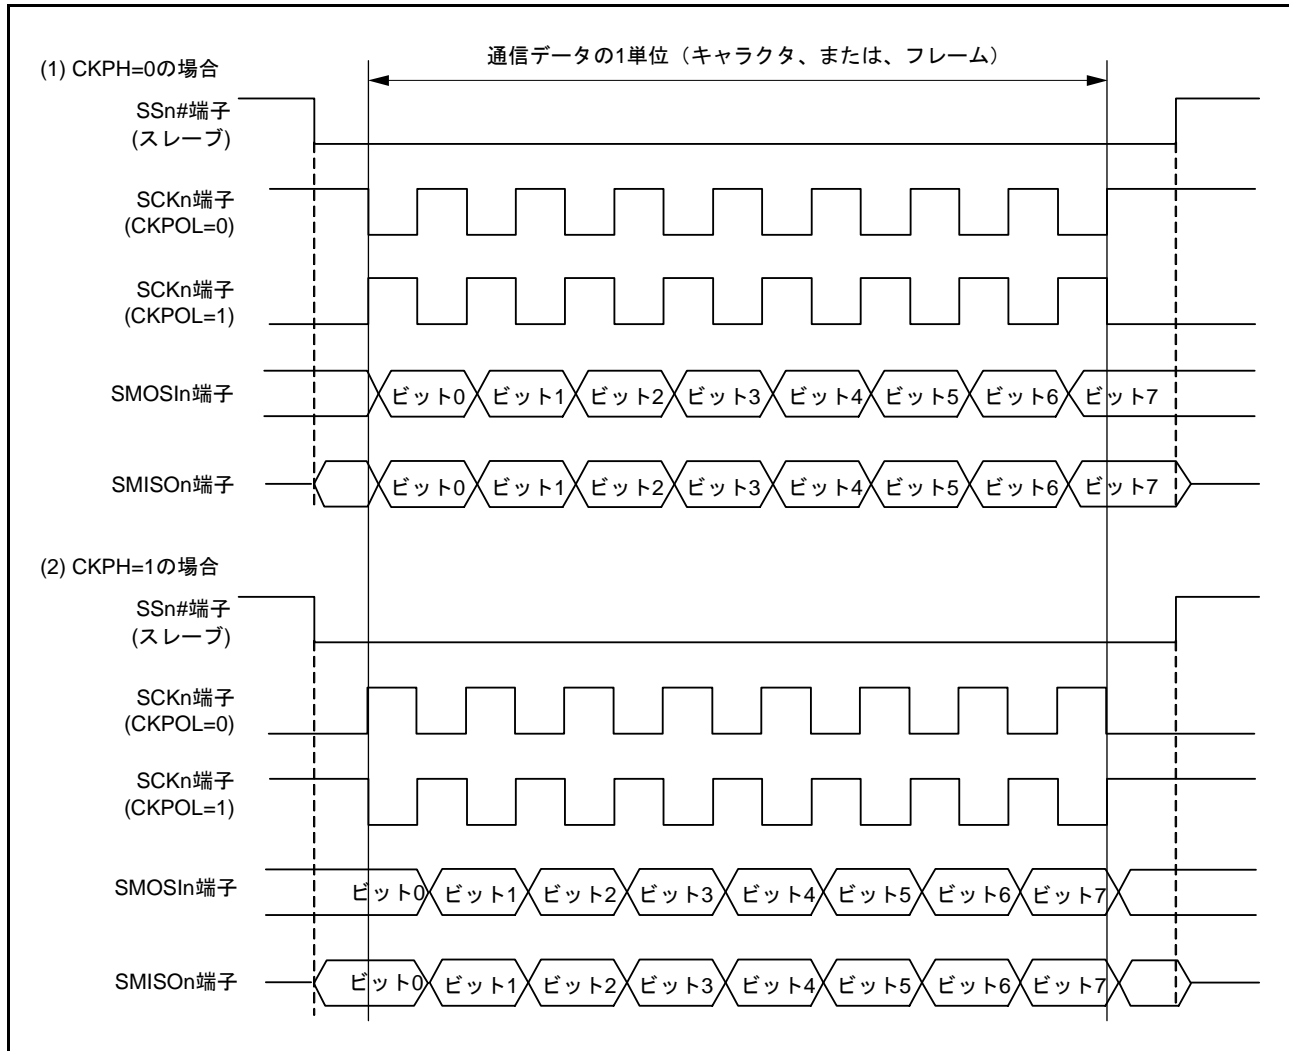 通信データの1単位（キャラクタ、または、フレーム）
(1) CKPH=0の場合
SSn#端子
(スレーブ)
SCKn端子
(CKPOL=0)
SCKn端子
(CKPOL=1)
SMOSIn端子
ビット0 ビット1 ビット2 ビット3 ビット4 ビット5 ビット6 ビット7
SMISOn端子
ビット0 ビット1 ビット2 ビット3 ビット4 ビット5 ビット6 ビット7
(2) CKPH=1の場合
SSn#端子
(スレーブ)
SCKn端子
(CKPOL=0)
SCKn端子
(CKPOL=1)
SMOSIn端子
ビット0 ビット1 ビット2 ビット3 ビット4 ビット5 ビット6 ビット7
SMISOn端子
ビット0 ビット1 ビット2 ビット3 ビット4 ビット5 ビット6 ビット7